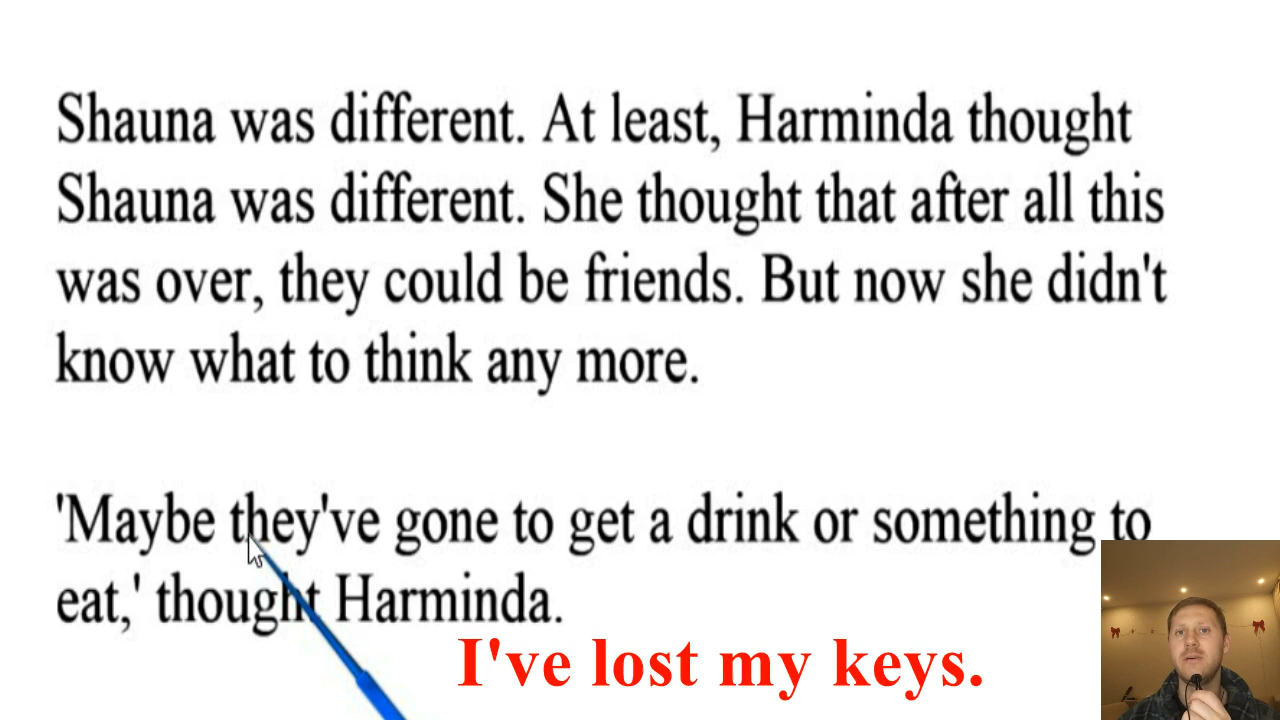 Shauna was different. At least, Harminda thought
Shauna was different. She thought that after all this
was over, they could be friends. But now she didn't
know what to think any more.
'Maybe they've gone to get a drink or something to
eat,' thought Harminda.
I've lost my keys.